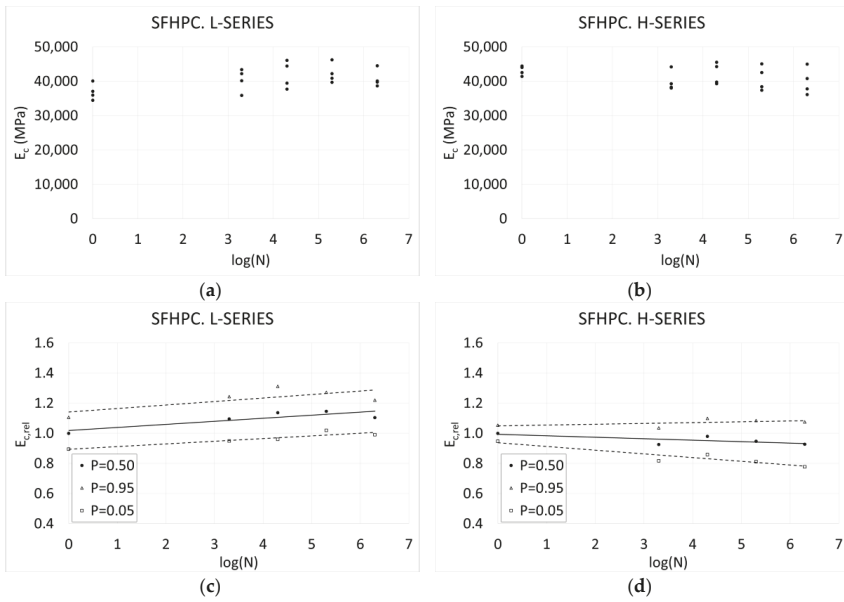 SFHPC. L-SERIES
50,000
40,000
30,000
20,000
10,000
0
E_c (MPa)
0 1 2 3 4 5 6 7
log(N)
(a)
SFHPC. H-SERIES
50,000
40,000
30,000
20,000
10,000
0
E_c (MPa)
0 1 2 3 4 5 6 7
log(N)
(b)
SFHPC. L-SERIES
1.6
1.4
1.2
1.0
0.8
0.6
0.4
E_c,rel
P=0.50
P=0.95
P=0.05
0 1 2 3 4 5 6 7
log(N)
(c)
SFHPC. H-SERIES
1.6
1.4
1.2
1.0
0.8
0.6
0.4
E_c,rel
P=0.50
P=0.95
P=0.05
0 1 2 3 4 5 6 7
log(N)
(d)